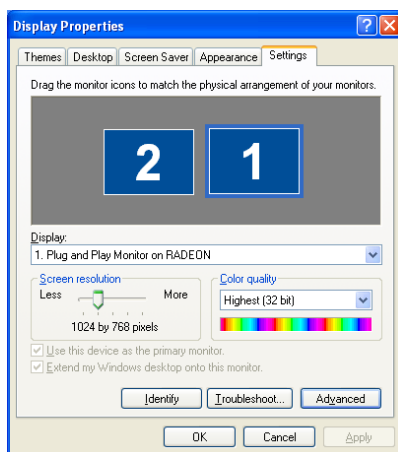 Display Properties
Themes Desktop Screen Saver Appearance Settings
Drag the monitor icons to match the physical arrangement of your monitors.
2 1
Display:
1. Plug and Play Monitor on RADEON
Screen resolution
Less More
1024 by 768 pixels
Color quality
Highest (32 bit)
Use this device as the primary monitor.
Extend my Windows desktop onto this monitor.
Identify Troubleshoot... Advanced
OK Cancel Apply